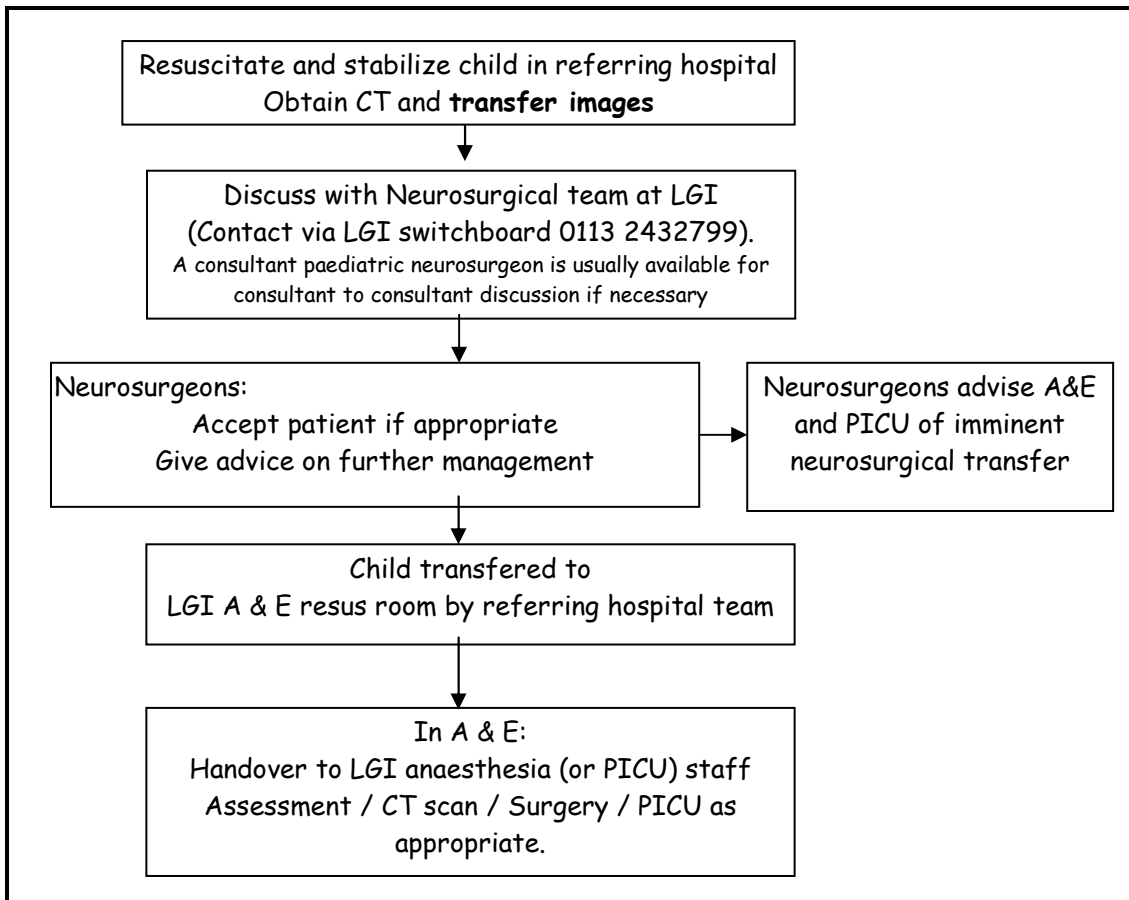 Resuscitate and stabilize child in referring hospital
Obtain CT and transfer images
Discuss with Neurosurgical team at LGI
(Contact via LGI switchboard 0113 2432799).
A consultant paediatric neurosurgeon is usually available for
consultant to consultant discussion if necessary
Neurosurgeons:
Accept patient if appropriate
Give advice on further management
Neurosurgeons advise A&E
and PICU of imminent
neurosurgical transfer
Child transfered to
LGI A & E resus room by referring hospital team
In A & E:
Handover to LGI anaesthesia (or PICU) staff
Assessment / CT scan / Surgery / PICU as
appropriate.